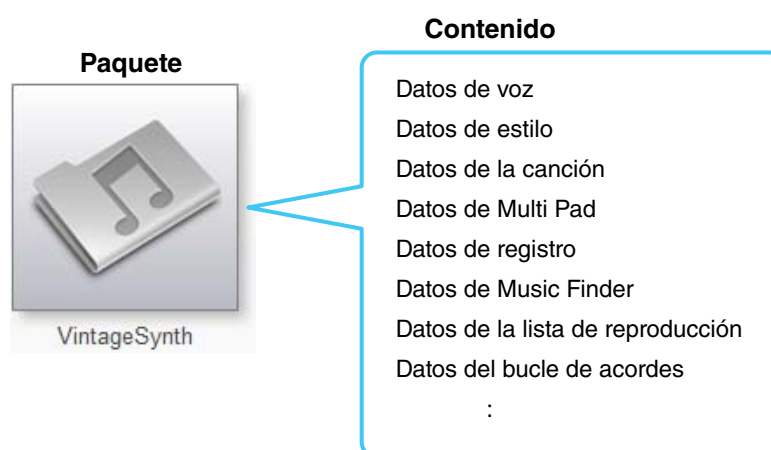 Contenido
Paquete
Datos de voz
Datos de estilo
Datos de la canción
Datos de Multi Pad
Datos de registro
Datos de Music Finder
Datos de la lista de reproducción
Datos del bucle de acordes
:
VintageSynth